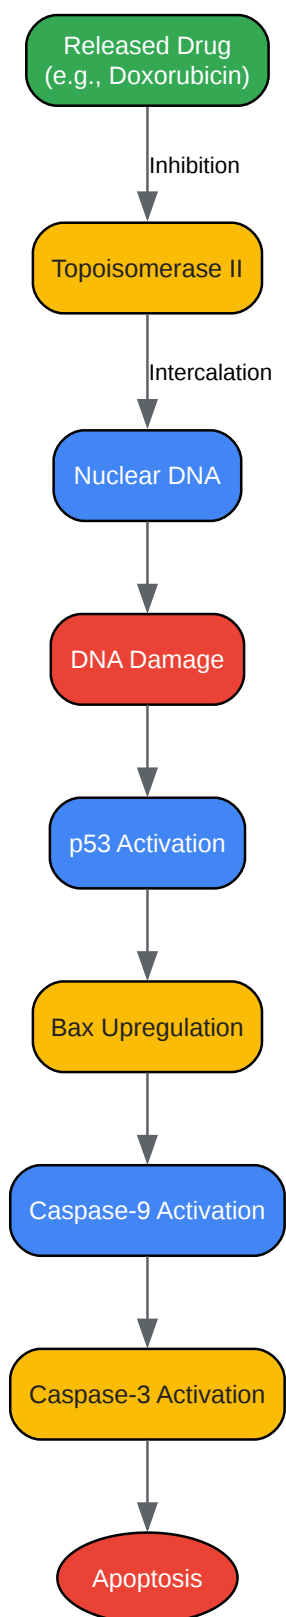 Released Drug
(e.g., Doxorubicin)
Inhibition
Topoisomerase II
Intercalation
Nuclear DNA
DNA Damage
p53 Activation
Bax Upregulation
Caspase-9 Activation
Caspase-3 Activation
Apoptosis